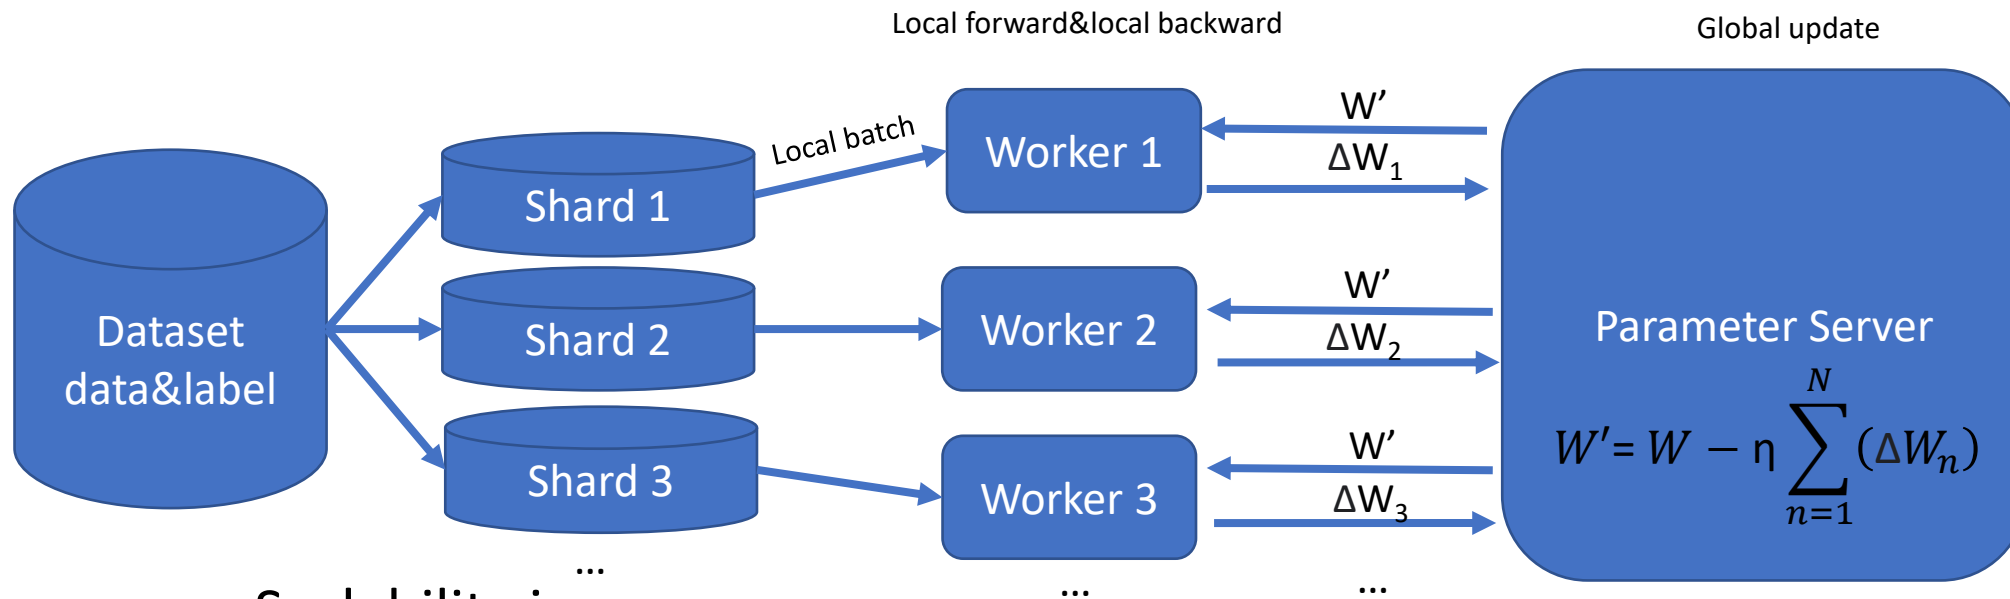 Local forward&local backward
Global update
Dataset
data&label
Shard 1
Shard 2
Shard 3
...
Local batch
Worker 1
Worker 2
Worker 3
...
W’
ΔW₁
W’
ΔW₂
W’
ΔW₃
...
Parameter Server
W′= W − η ∑ₙ₌₁ᴺ (ΔWₙ)